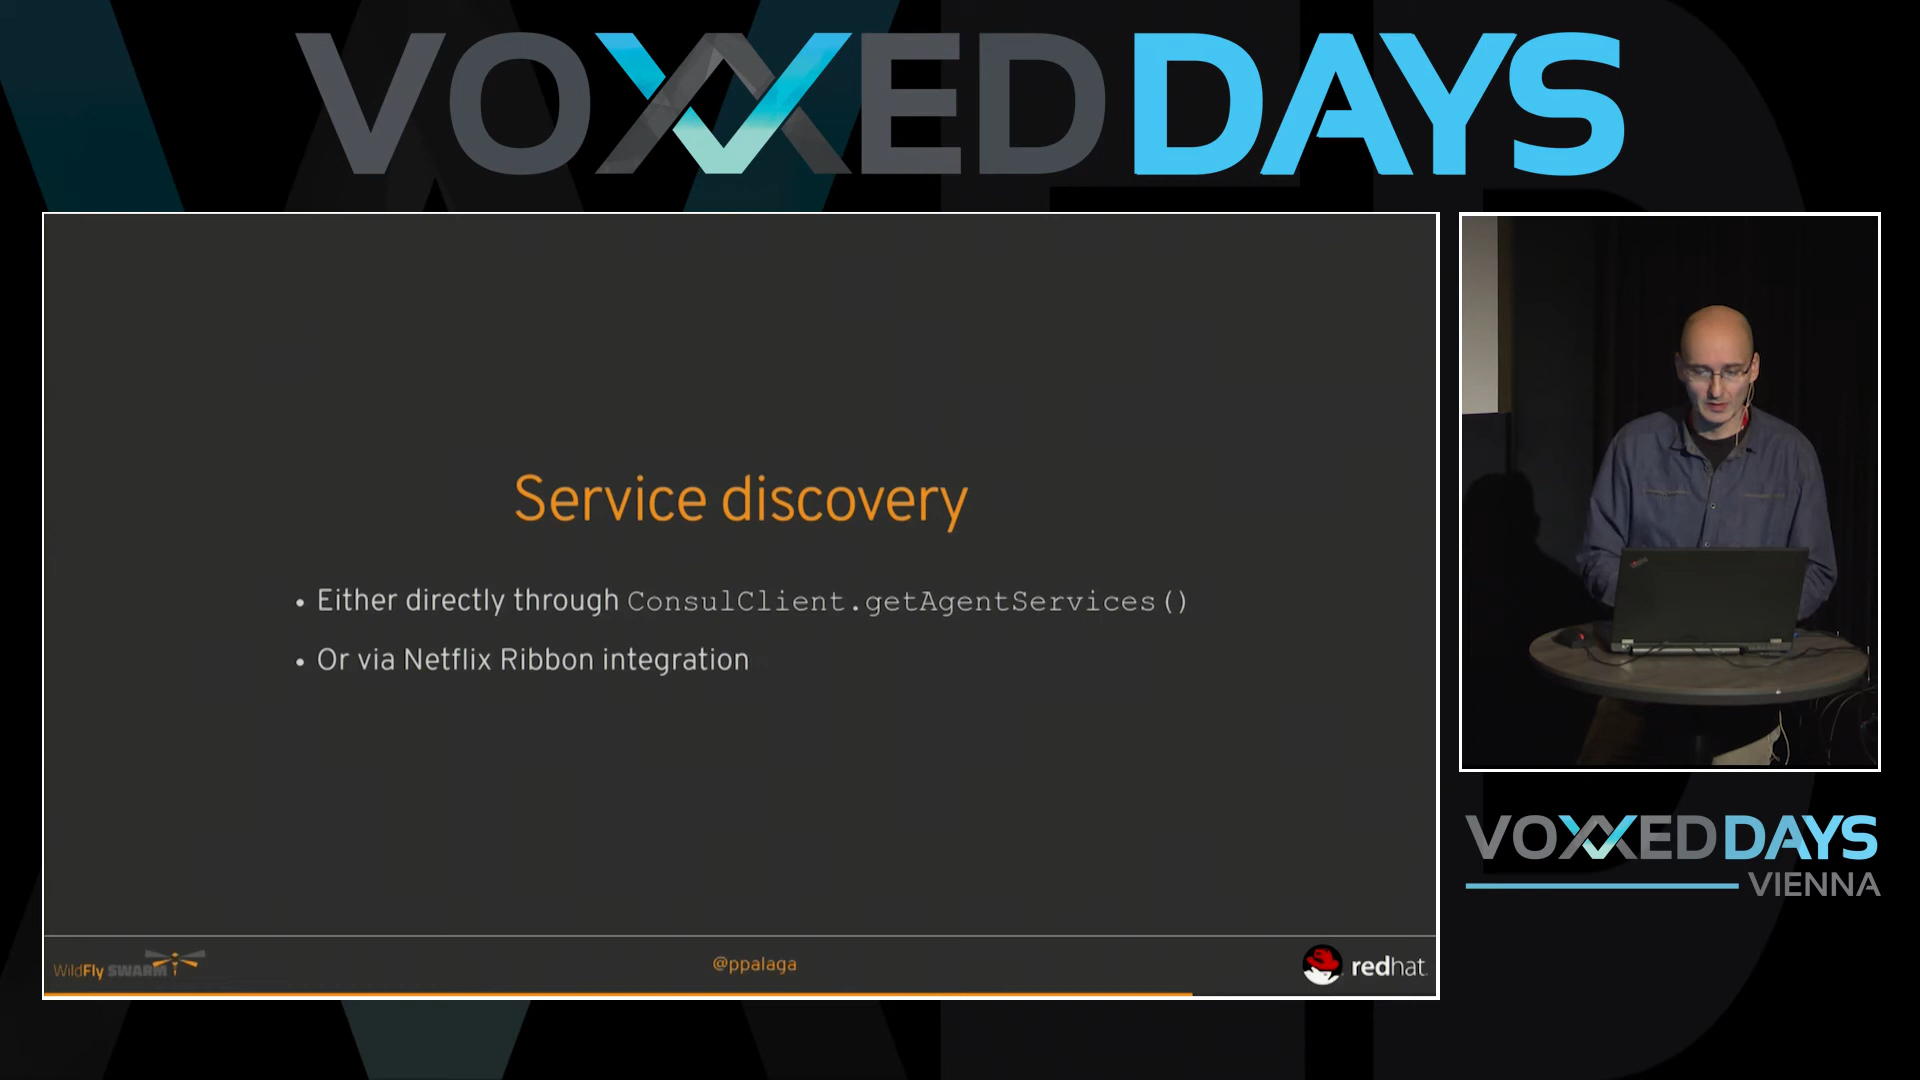 VOXXED DAYS
Service discovery
• Either directly through ConsulClient.getAgentServices()
• Or via Netflix Ribbon integration
WildFly SWARM
@ppalaga
redhat.
VOXXED DAYS
VIENNA